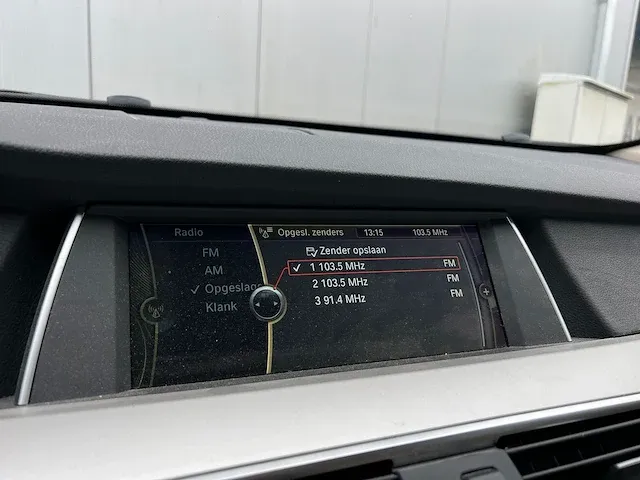 Radio
Opgesl. zenders 13:15 103.5 MHz
FM
AM
✓ Opgeslagen
Klank
Zender opslaan
✓ 1 103.5 MHz FM
2 103.5 MHz FM
3 91.4 MHz FM